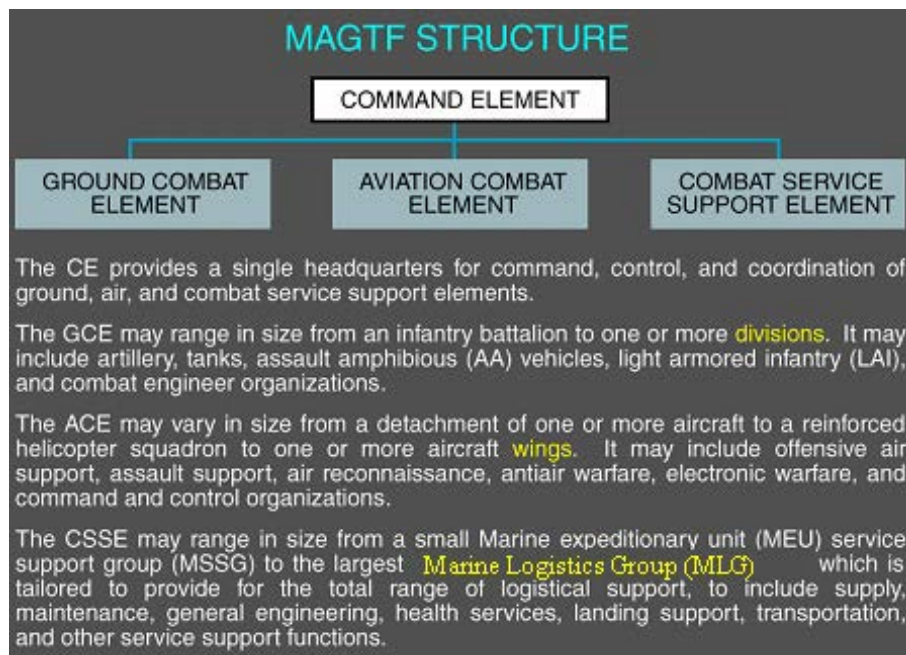 MAGTF STRUCTURE
COMMAND ELEMENT
GROUND COMBAT
ELEMENT
AVIATION COMBAT
ELEMENT
COMBAT SERVICE
SUPPORT ELEMENT
The CE provides a single headquarters for command, control, and coordination of
ground, air, and combat service support elements.
The GCE may range in size from an infantry battalion to one or more divisions. It may
include artillery, tanks, assault amphibious (AA) vehicles, light armored infantry (LAI),
and combat engineer organizations.
The ACE may vary in size from a detachment of one or more aircraft to a reinforced
helicopter squadron to one or more aircraft wings. It may include offensive air
support, assault support, air reconnaissance, antiair warfare, electronic warfare, and
command and control organizations.
The CSSE may range in size from a small Marine expeditionary unit (MEU) service
support group (MSSG) to the largest Marine Logistics Group (MLG) which is
tailored to provide for the total range of logistical support, to include supply,
maintenance, general engineering, health services, landing support, transportation,
and other service support functions.